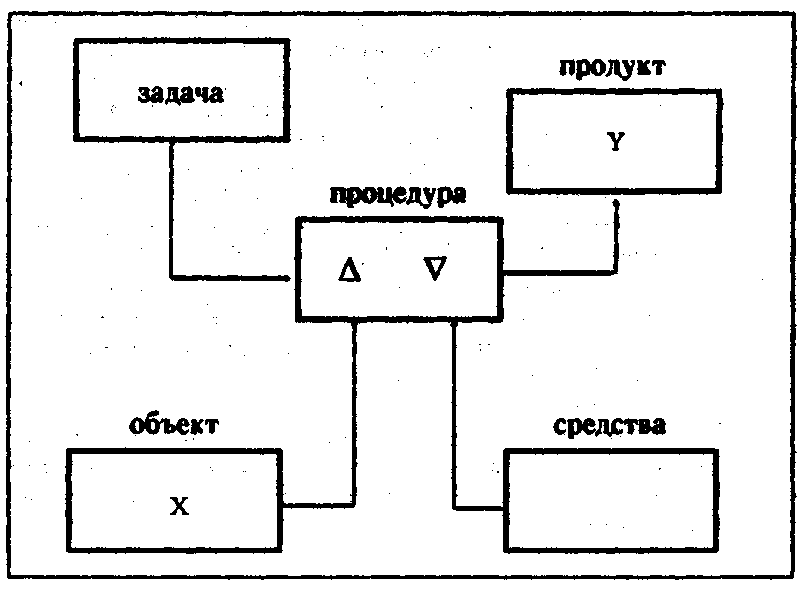 задача
продукт
Y
процедура
Δ ∇
объект
X
средства